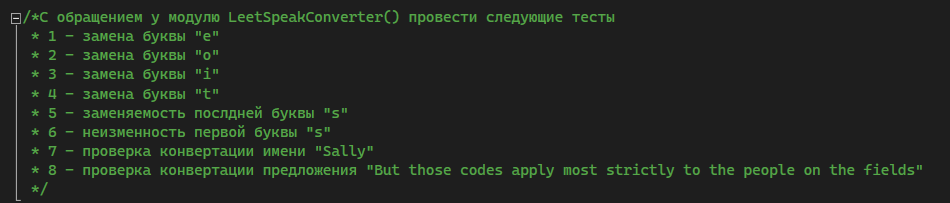 /*С обращением у модулю LeetSpeakConverter() провести следующие тесты
* 1 - замена буквы "e"
* 2 - замена буквы "o"
* 3 - замена буквы "i"
* 4 - замена буквы "t"
* 5 - заменяемость послдней буквы "s"
* 6 - неизменность первой буквы "s"
* 7 - проверка конвертации имени "Sally"
* 8 - проверка конвертации предложения "But those codes apply most strictly to the people on the fields"
*/